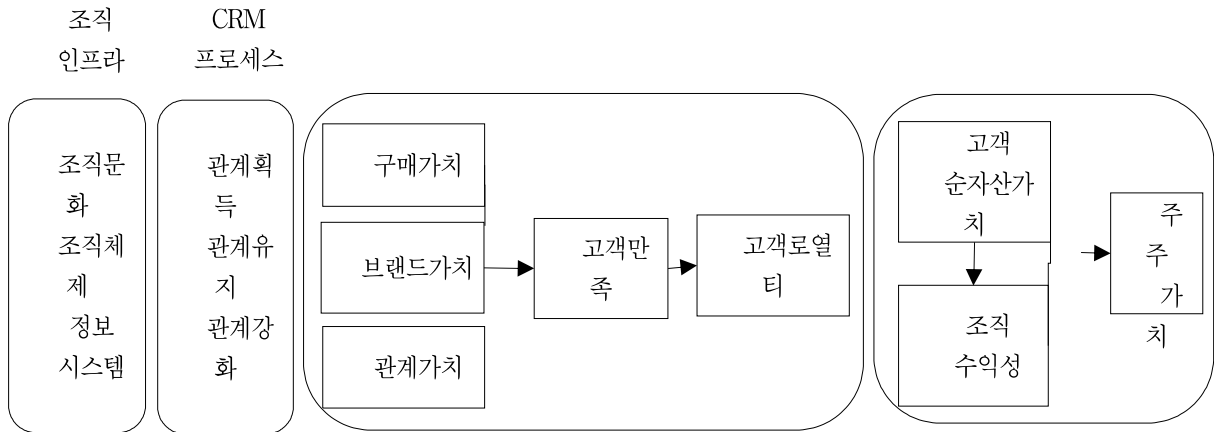 조직
인프라
CRM
프로세스
조직문
화
조직체
제
정보
시스템
관계획
득
관계유
지
관계강
화
구매가치
브랜드가치
관계가치
고객만
족
고객로열
티
고객
순자산가
치
조직
수익성
주
주
가
치